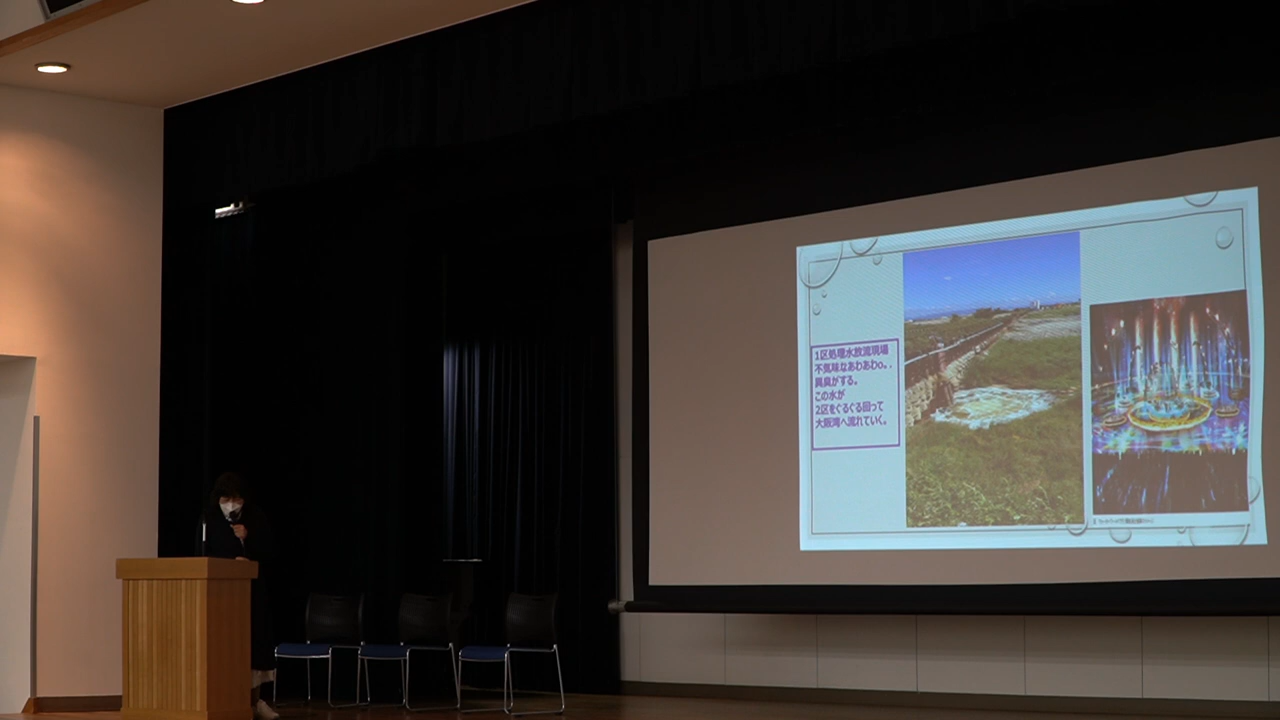 1区処理水放流現場
不気味なあわあわo。.
異臭がする。
この水が
2区をぐるぐる回って
大阪湾へ流れていく。